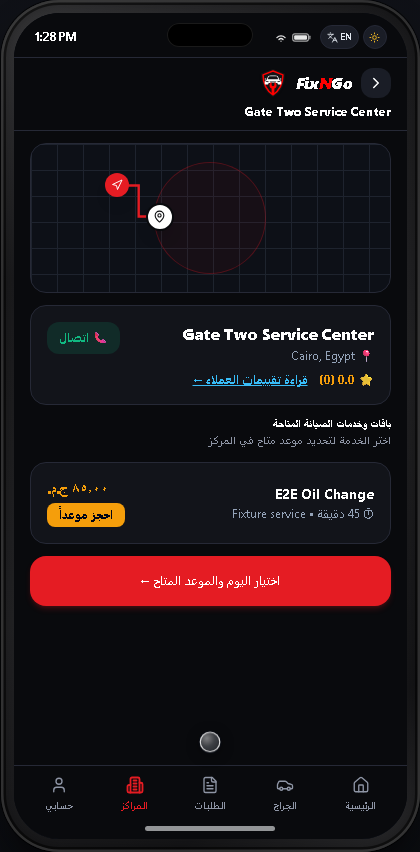 1:28 PM
EN
FixNGo
Gate Two Service Center
Gate Two Service Center
اتصال
Cairo, Egypt
0.0 (0) قراءة تقييمات العملاء ←
باقات وخدمات الصيانة المتاحة
اختر الخدمة لتحديد موعد متاح في المركز
E2E Oil Change
٨٥,٠٠ ج.م.
45 دقيقة • Fixture service
احجز موعداً
اختيار اليوم والموعد المتاح ←
الرئيسية
الجراج
الطلبات
المراكز
حسابي